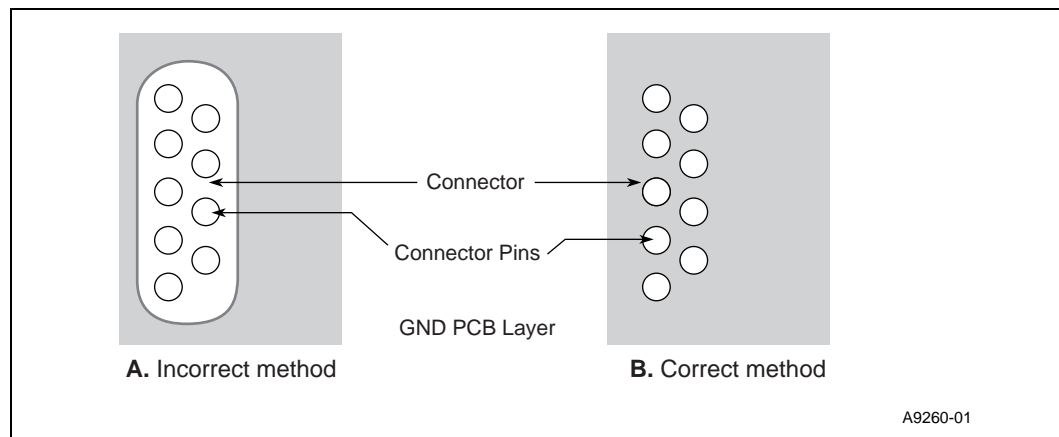 Connector
Connector Pins
GND PCB Layer
A. Incorrect method
B. Correct method
A9260-01